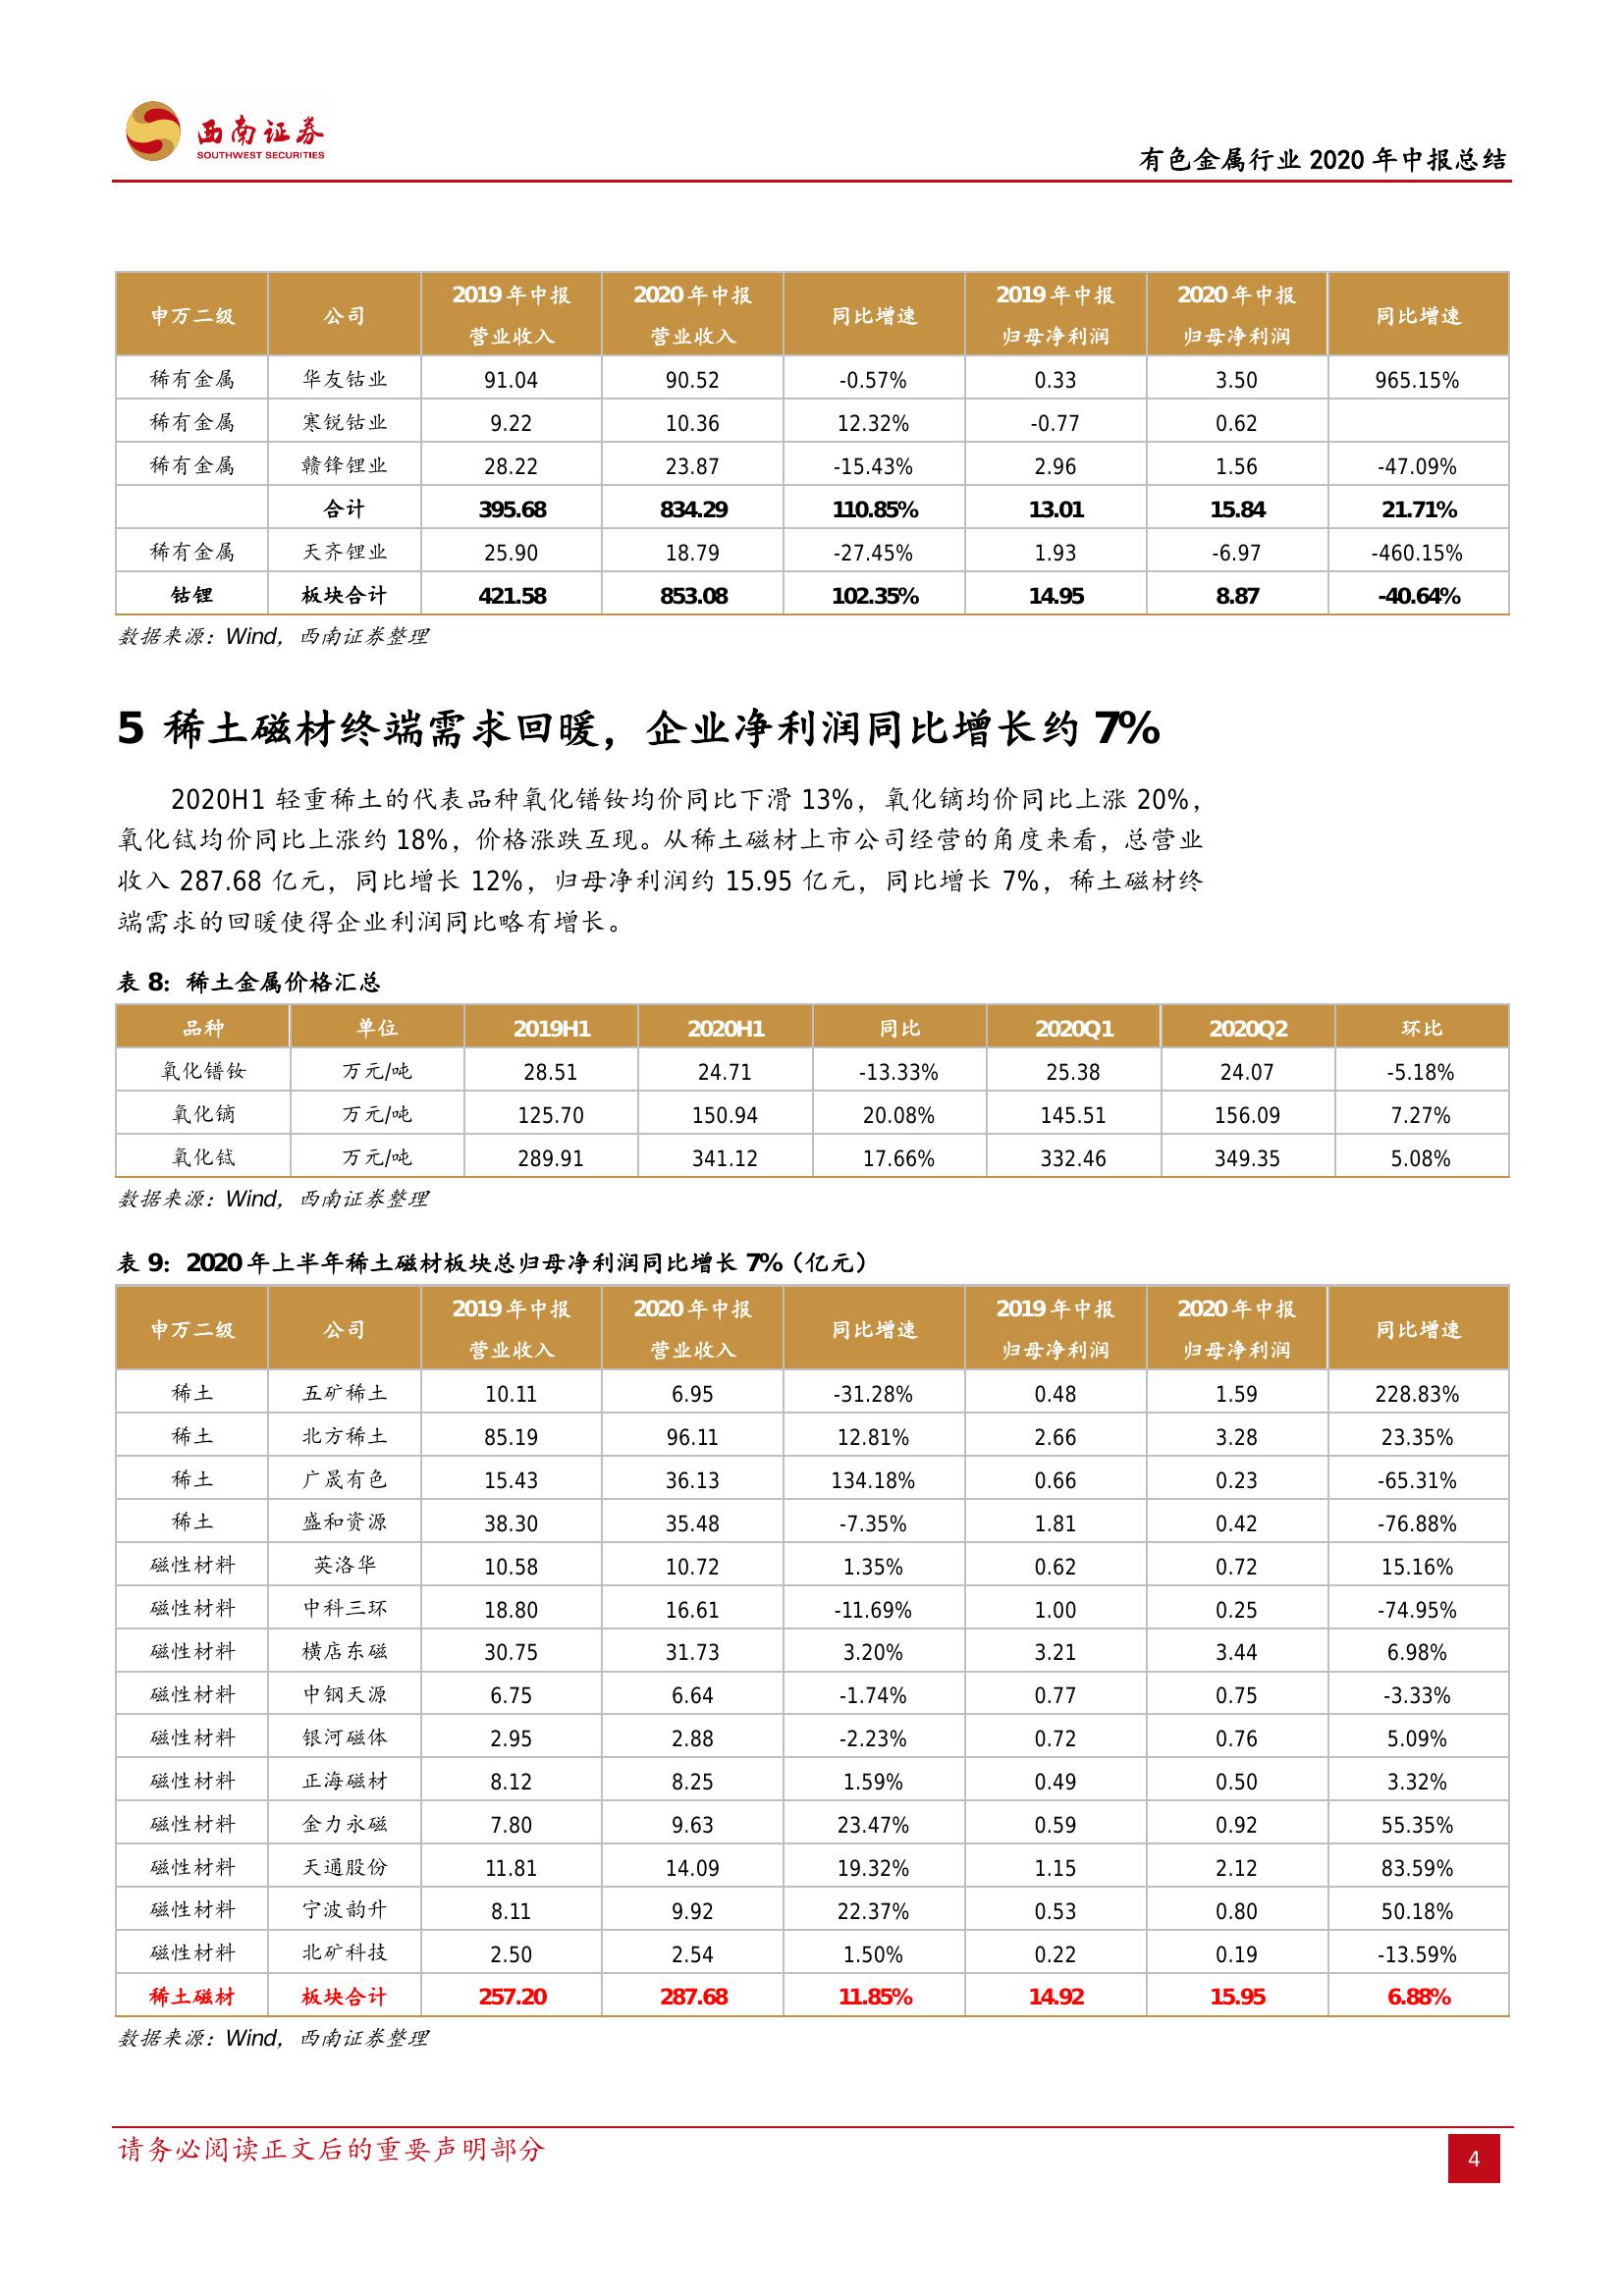 西南证券
SOUTHWEST SECURITIES
有色金属行业 2020 年中报总结
申万二级 公司 2019 年中报营业收入 2020 年中报营业收入 同比增速 2019 年中报归母净利润 2020 年中报归母净利润 同比增速
稀有金属 华友钴业 91.04 90.52 -0.57% 0.33 3.50 965.15%
稀有金属 寒锐钴业 9.22 10.36 12.32% -0.77 0.62
稀有金属 赣锋锂业 28.22 23.87 -15.43% 2.96 1.56 -47.09%
合计 395.68 834.29 110.85% 13.01 15.84 21.71%
稀有金属 天齐锂业 25.90 18.79 -27.45% 1.93 -6.97 -460.15%
钴锂 板块合计 421.58 853.08 102.35% 14.95 8.87 -40.64%
数据来源：Wind，西南证券整理
5 稀土磁材终端需求回暖，企业净利润同比增长约 7%
2020H1 轻重稀土的代表品种氧化镨钕均价同比下滑 13%，氧化镝均价同比上涨 20%，
氧化铽均价同比上涨约 18%，价格涨跌互现。从稀土磁材上市公司经营的角度来看，总营业
收入 287.68 亿元，同比增长 12%，归母净利润约 15.95 亿元，同比增长 7%，稀土磁材终
端需求的回暖使得企业利润同比略有增长。
表 8：稀土金属价格汇总
品种 单位 2019H1 2020H1 同比 2020Q1 2020Q2 环比
氧化镨钕 万元/吨 28.51 24.71 -13.33% 25.38 24.07 -5.18%
氧化镝 万元/吨 125.70 150.94 20.08% 145.51 156.09 7.27%
氧化铽 万元/吨 289.91 341.12 17.66% 332.46 349.35 5.08%
数据来源：Wind，西南证券整理
表 9：2020 年上半年稀土磁材板块总归母净利润同比增长 7%（亿元）
申万二级 公司 2019 年中报营业收入 2020 年中报营业收入 同比增速 2019 年中报归母净利润 2020 年中报归母净利润 同比增速
稀土 五矿稀土 10.11 6.95 -31.28% 0.48 1.59 228.83%
稀土 北方稀土 85.19 96.11 12.81% 2.66 3.28 23.35%
稀土 广晟有色 15.43 36.13 134.18% 0.66 0.23 -65.31%
稀土 盛和资源 38.30 35.48 -7.35% 1.81 0.42 -76.88%
磁性材料 英洛华 10.58 10.72 1.35% 0.62 0.72 15.16%
磁性材料 中科三环 18.80 16.61 -11.69% 1.00 0.25 -74.95%
磁性材料 横店东磁 30.75 31.73 3.20% 3.21 3.44 6.98%
磁性材料 中钢天源 6.75 6.64 -1.74% 0.77 0.75 -3.33%
磁性材料 银河磁体 2.95 2.88 -2.23% 0.72 0.76 5.09%
磁性材料 正海磁材 8.12 8.25 1.59% 0.49 0.50 3.32%
磁性材料 金力永磁 7.80 9.63 23.47% 0.59 0.92 55.35%
磁性材料 天通股份 11.81 14.09 19.32% 1.15 2.12 83.59%
磁性材料 宁波韵升 8.11 9.92 22.37% 0.53 0.80 50.18%
磁性材料 北矿科技 2.50 2.54 1.50% 0.22 0.19 -13.59%
稀土磁材 板块合计 257.20 287.68 11.85% 14.92 15.95 6.88%
数据来源：Wind，西南证券整理
请务必阅读正文后的重要声明部分
4